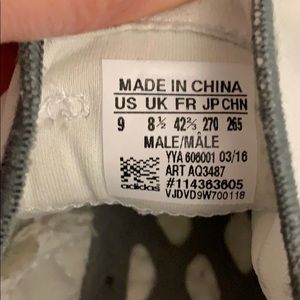 MADE IN CHINA
US UK FR JP CHN
9 8½ 42⅔ 270 265
MALE/MÂLE
YYA 606001 03/16
ART AQ3487
#114363605
VJDVD9W700118
adidas